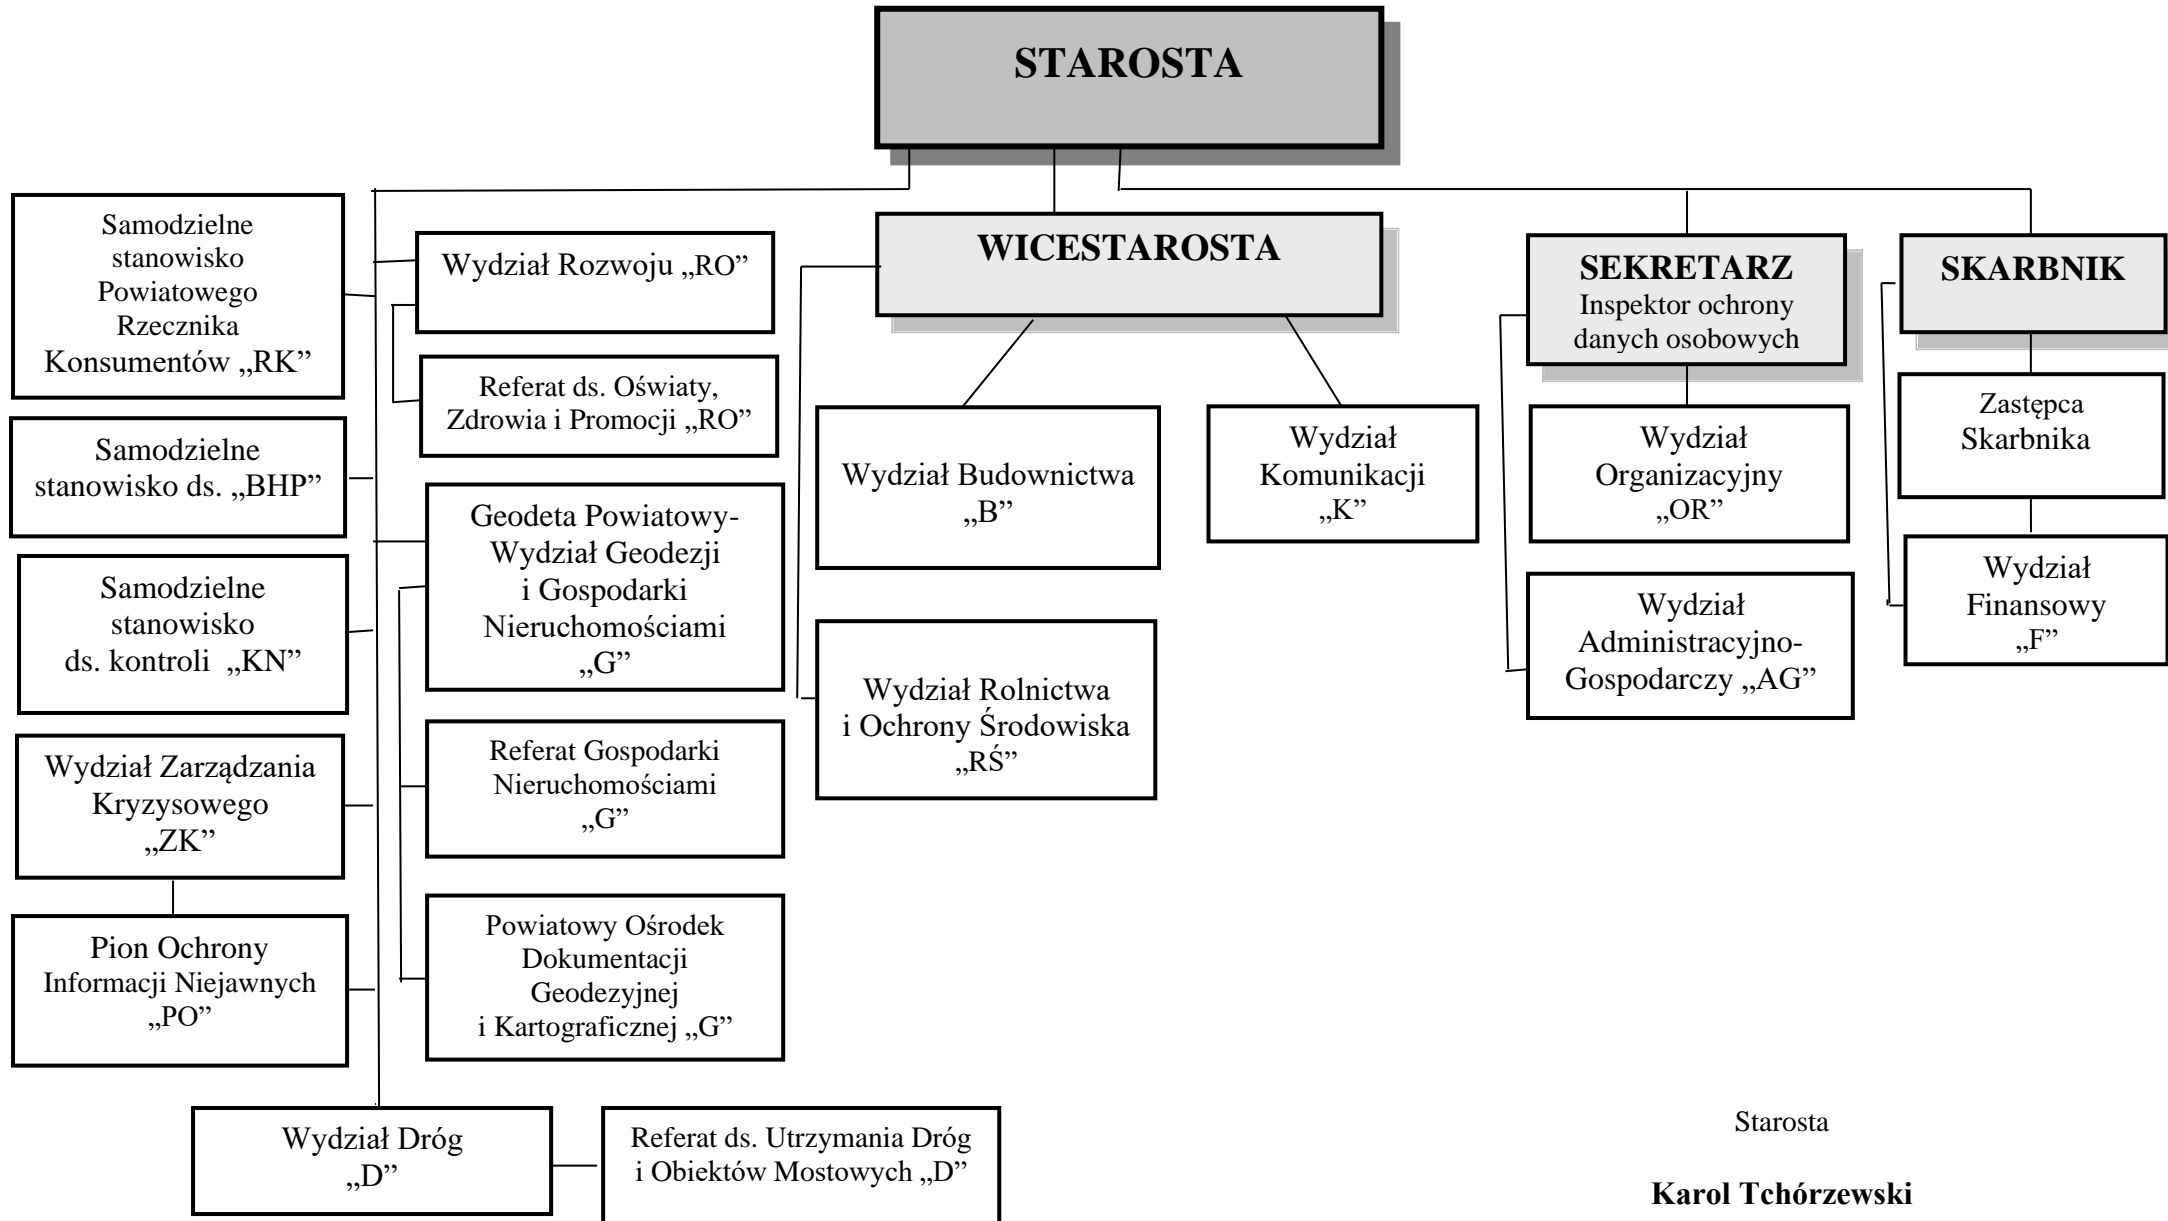 STAROSTA
Samodzielne
stanowisko
Powiatowego
Rzecznika
Konsumentów „RK”
Samodzielne
stanowisko ds. „BHP”
Samodzielne
stanowisko
ds. kontroli „KN”
Wydział Zarządzania
Kryzysowego
„ZK”
Pion Ochrony
Informacji Niejawnych
„PO”
Wydział Rozwoju „RO”
Referat ds. Oświaty,
Zdrowia i Promocji „RO”
Geodeta Powiatowy-
Wydział Geodezji
i Gospodarki
Nieruchomościami
„G”
Referat Gospodarki
Nieruchomościami
„G”
Powiatowy Ośrodek
Dokumentacji
Geodezyjnej
i Kartograficznej „G”
Wydział Dróg
„D”
Referat ds. Utrzymania Dróg
i Obiektów Mostowych „D”
WICESTAROSTA
Wydział Budownictwa
„B”
Wydział
Komunikacji
„K”
Wydział Rolnictwa
i Ochrony Środowiska
„RŚ”
SEKRETARZ
Inspektor ochrony
danych osobowych
Wydział
Organizacyjny
„OR”
Wydział
Administracyjno-
Gospodarczy „AG”
SKARBNIK
Zastępca
Skarbnika
Wydział
Finansowy
„F”
Starosta
Karol Tchórzewski